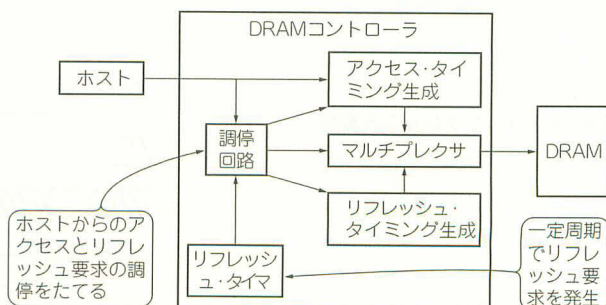 DRAMコントローラ
ホスト
アクセス・タイ
ミング生成
調停
回路
マルチプレクサ
DRAM
リフレッシュ・
タイミング生成
ホストからのア
クセスとリフレ
ッシュ要求の調
停をたてる
リフレッシ
ュ・タイマ
一定周期
でリフレ
ッシュ要
求を発生